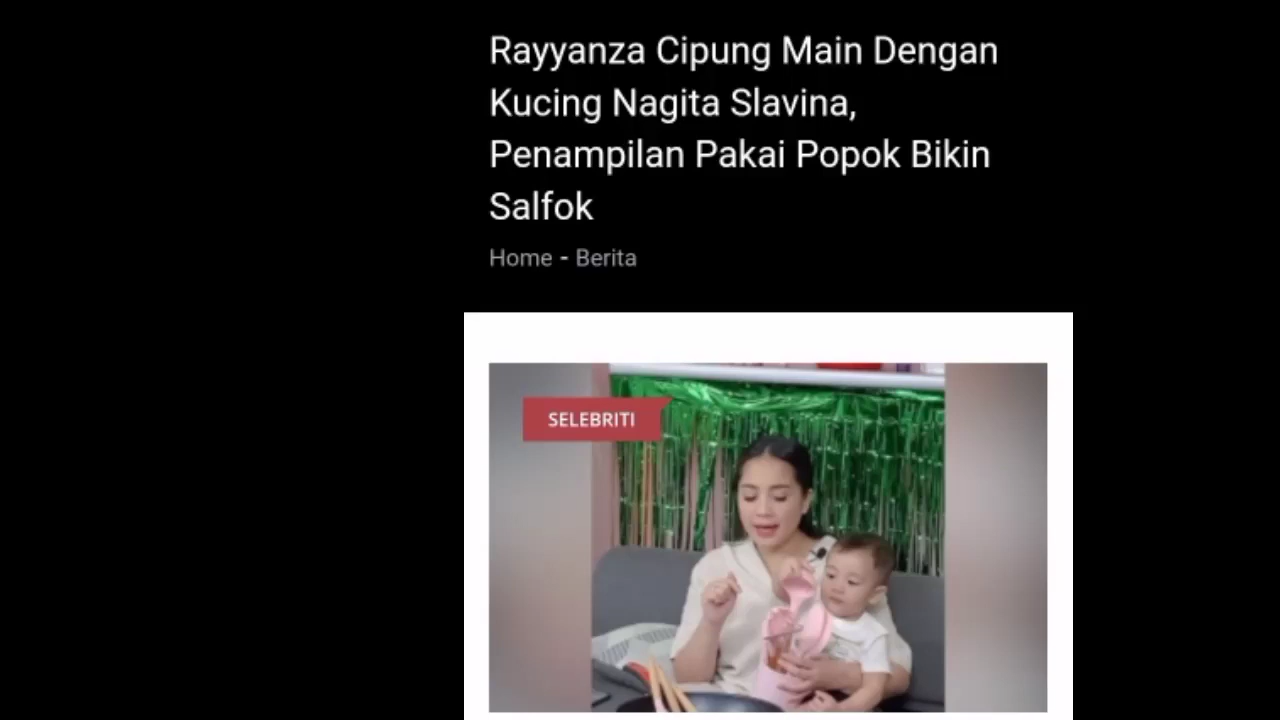 Rayyanza Cipung Main Dengan
Kucing Nagita Slavina,
Penampilan Pakai Popok Bikin
Salfok
Home - Berita
SELEBRITI